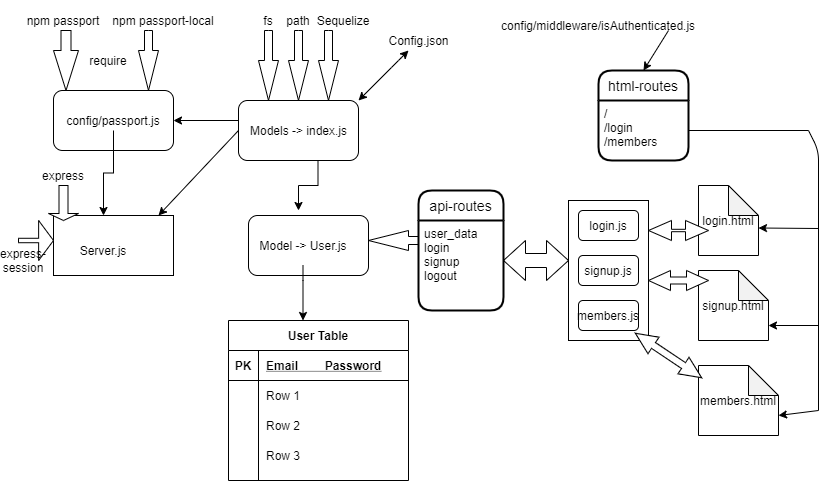 npm passport
npm passport-local
fs
path
Sequelize
Config.json
config/middleware/isAuthenticated.js
require
html-routes
config/passport.js
Models -> index.js
/
/login
/members
express
api-routes
login.js
login.html
user_data
login
signup
logout
Server.js
Model -> User.js
express-
session
signup.js
signup.html
members.js
User Table
PK
Email Password
Row 1
members.html
Row 2
Row 3